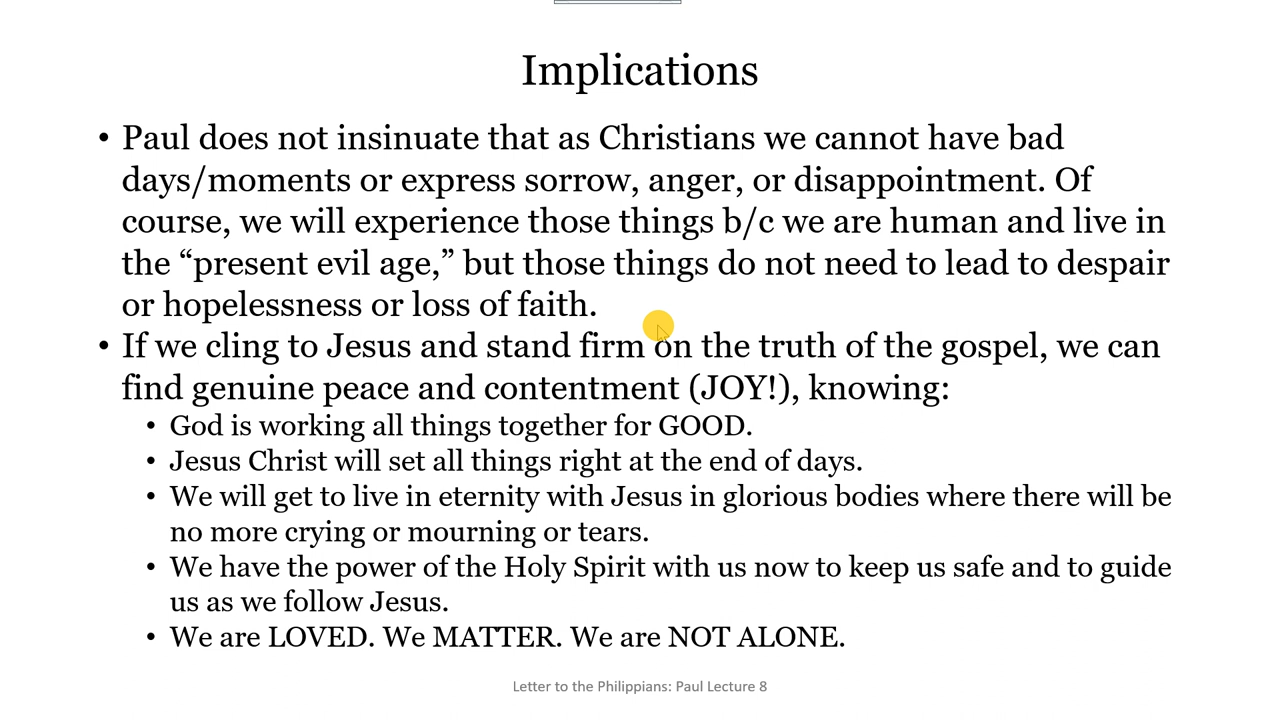 Implications
• Paul does not insinuate that as Christians we cannot have bad
days/moments or express sorrow, anger, or disappointment. Of
course, we will experience those things b/c we are human and live in
the “present evil age,” but those things do not need to lead to despair
or hopelessness or loss of faith.
• If we cling to Jesus and stand firm on the truth of the gospel, we can
find genuine peace and contentment (JOY!), knowing:
• God is working all things together for GOOD.
• Jesus Christ will set all things right at the end of days.
• We will get to live in eternity with Jesus in glorious bodies where there will be
no more crying or mourning or tears.
• We have the power of the Holy Spirit with us now to keep us safe and to guide
us as we follow Jesus.
• We are LOVED. We MATTER. We are NOT ALONE.
Letter to the Philippians: Paul Lecture 8